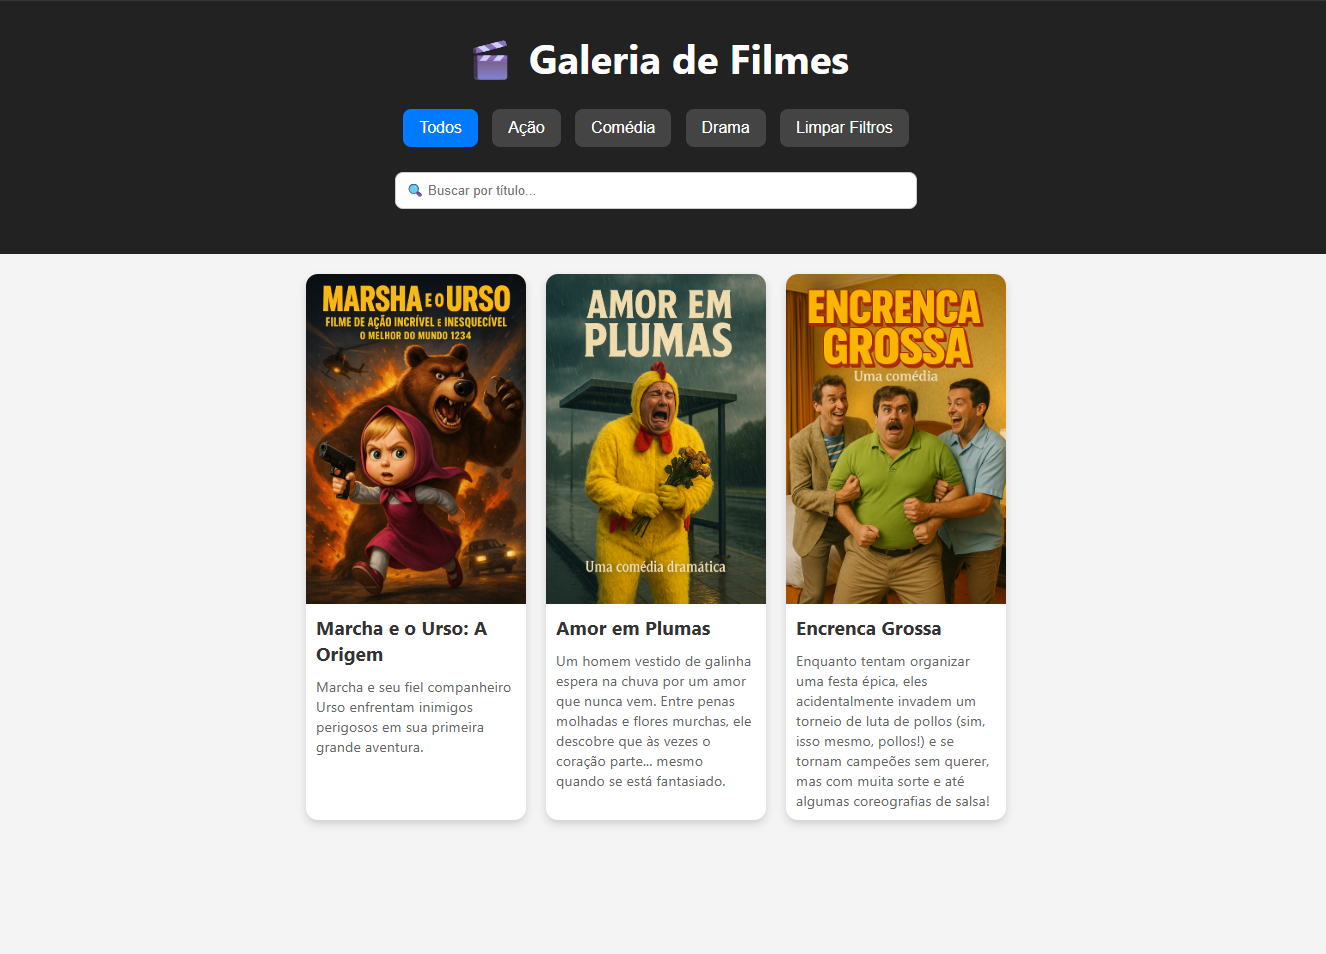 🎬 Galeria de Filmes
Todos
Ação
Comédia
Drama
Limpar Filtros
🔍 Buscar por título...
MARSHA E O URSO
FILME DE AÇÃO INCRÍVEL E INESQUECÍVEL
O MELHOR DO MUNDO 1234
AMOR EM
PLUMAS
Uma comédia dramática
ENCRENCA
GROSSA
Uma comédia
Marcha e o Urso: A
Origem
Marcha e seu fiel companheiro
Urso enfrentam inimigos
perigosos em sua primeira
grande aventura.
Amor em Plumas
Um homem vestido de galinha
espera na chuva por um amor
que nunca vem. Entre penas
molhadas e flores murchas, ele
descobre que às vezes o
coração parte... mesmo
quando se está fantasiado.
Encrenca Grossa
Enquanto tentam organizar
uma festa épica, eles
acidentalmente invadem um
torneio de luta de pollos (sim,
isso mesmo, pollos!) e se
tornam campeões sem querer,
mas com muita sorte e até
algumas coreografias de salsa!